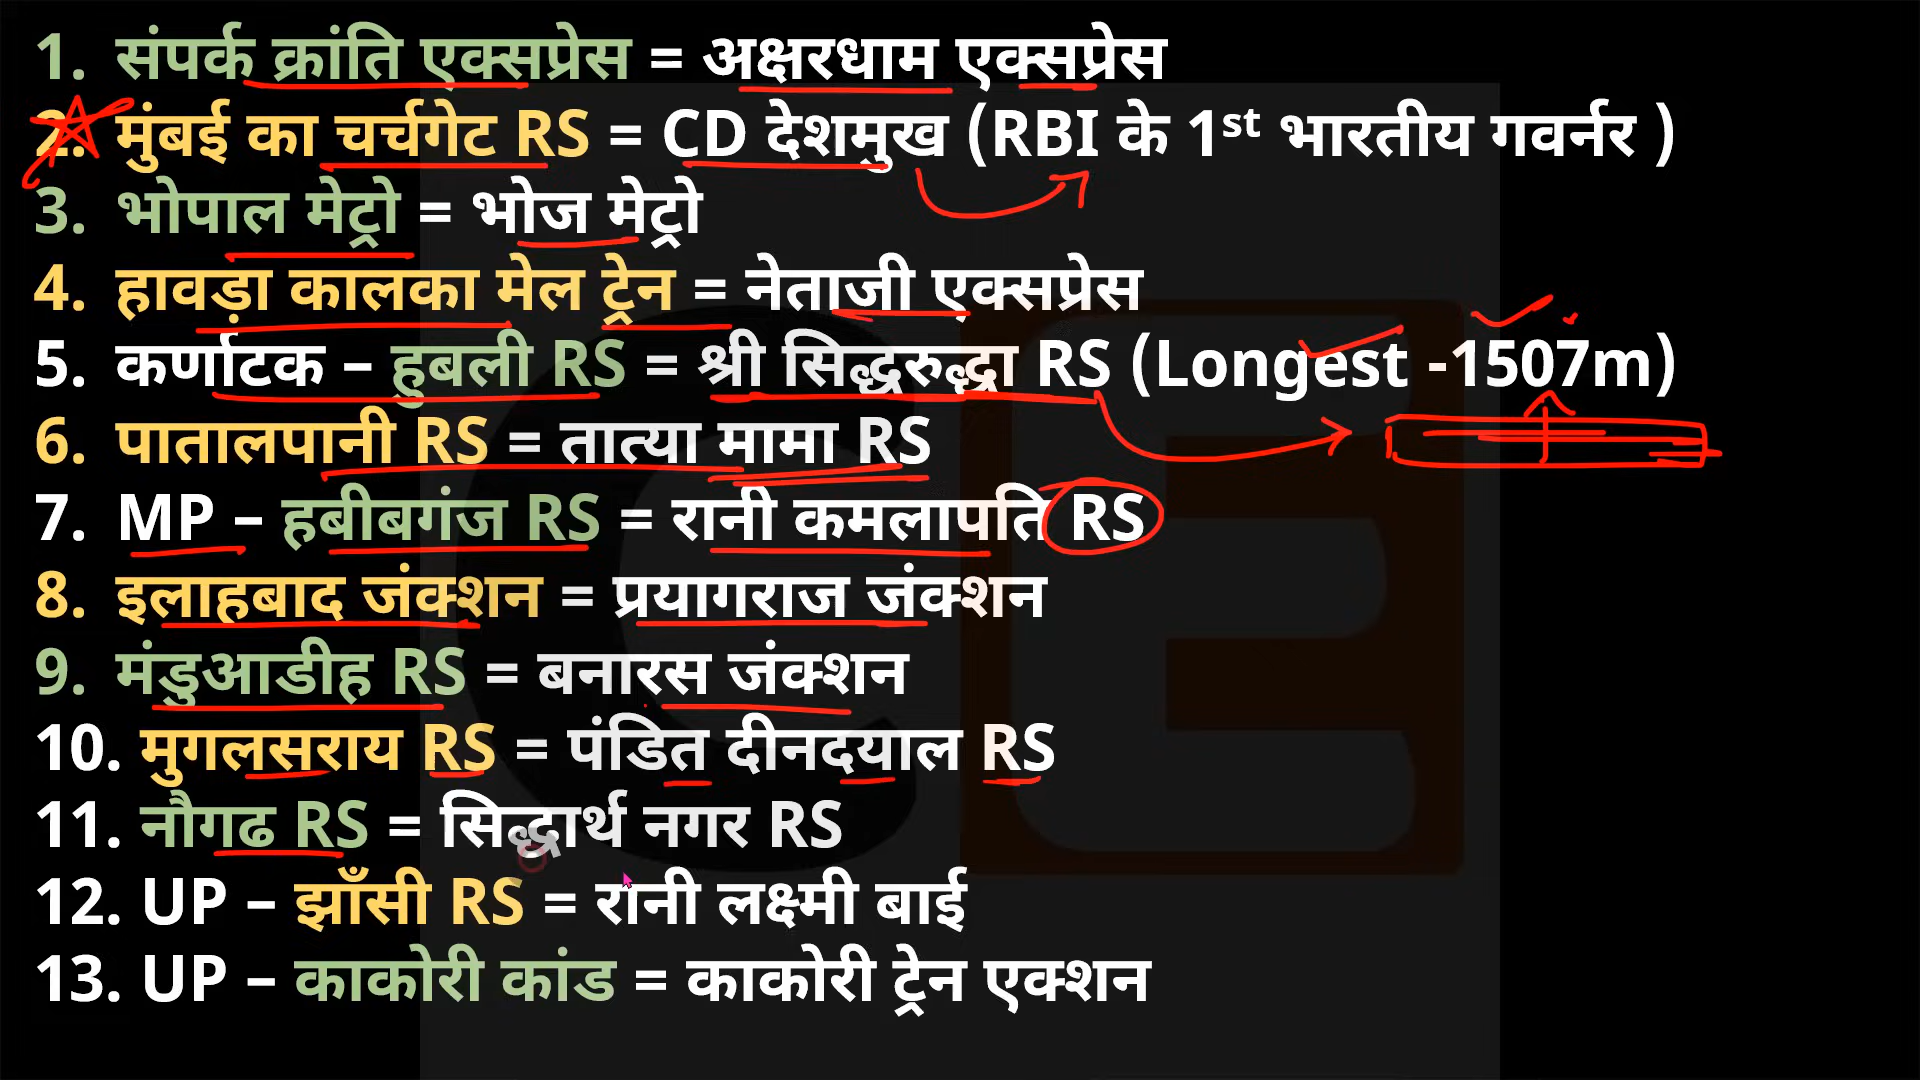 1. संपर्क क्रांति एक्सप्रेस = अक्षरधाम एक्सप्रेस
2. मुंबई का चर्चगेट RS = CD देशमुख (RBI के 1st भारतीय गवर्नर )
3. भोपाल मेट्रो = भोज मेट्रो
4. हावड़ा कालका मेल ट्रेन = नेताजी एक्सप्रेस
5. कर्णाटक – हुबली RS = श्री सिद्धरुद्धा RS (Longest -1507m)
6. पातालपानी RS = तात्या मामा RS
7. MP – हबीबगंज RS = रानी कमलापति RS
8. इलाहबाद जंक्शन = प्रयागराज जंक्शन
9. मंडुआडीह RS = बनारस जंक्शन
10. मुगलसराय RS = पंडित दीनदयाल RS
11. नौगढ RS = सिद्धार्थ नगर RS
12. UP – झाँसी RS = रानी लक्ष्मी बाई
13. UP – काकोरी कांड = काकोरी ट्रेन एक्शन